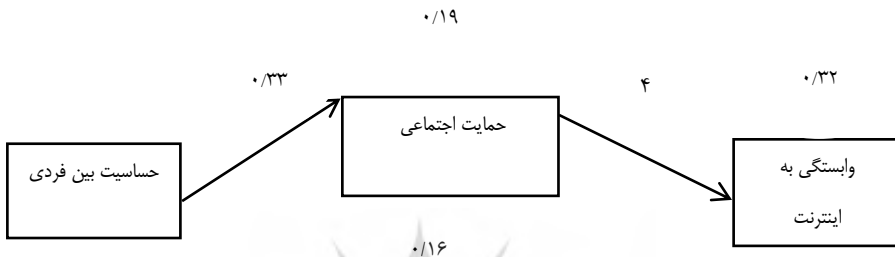 ۰/۱۹
۰/۳۳
۴
۰/۳۲
حمایت اجتماعی
حساسیت بین فردی
وابستگی به
اینترنت
۰/۱۶